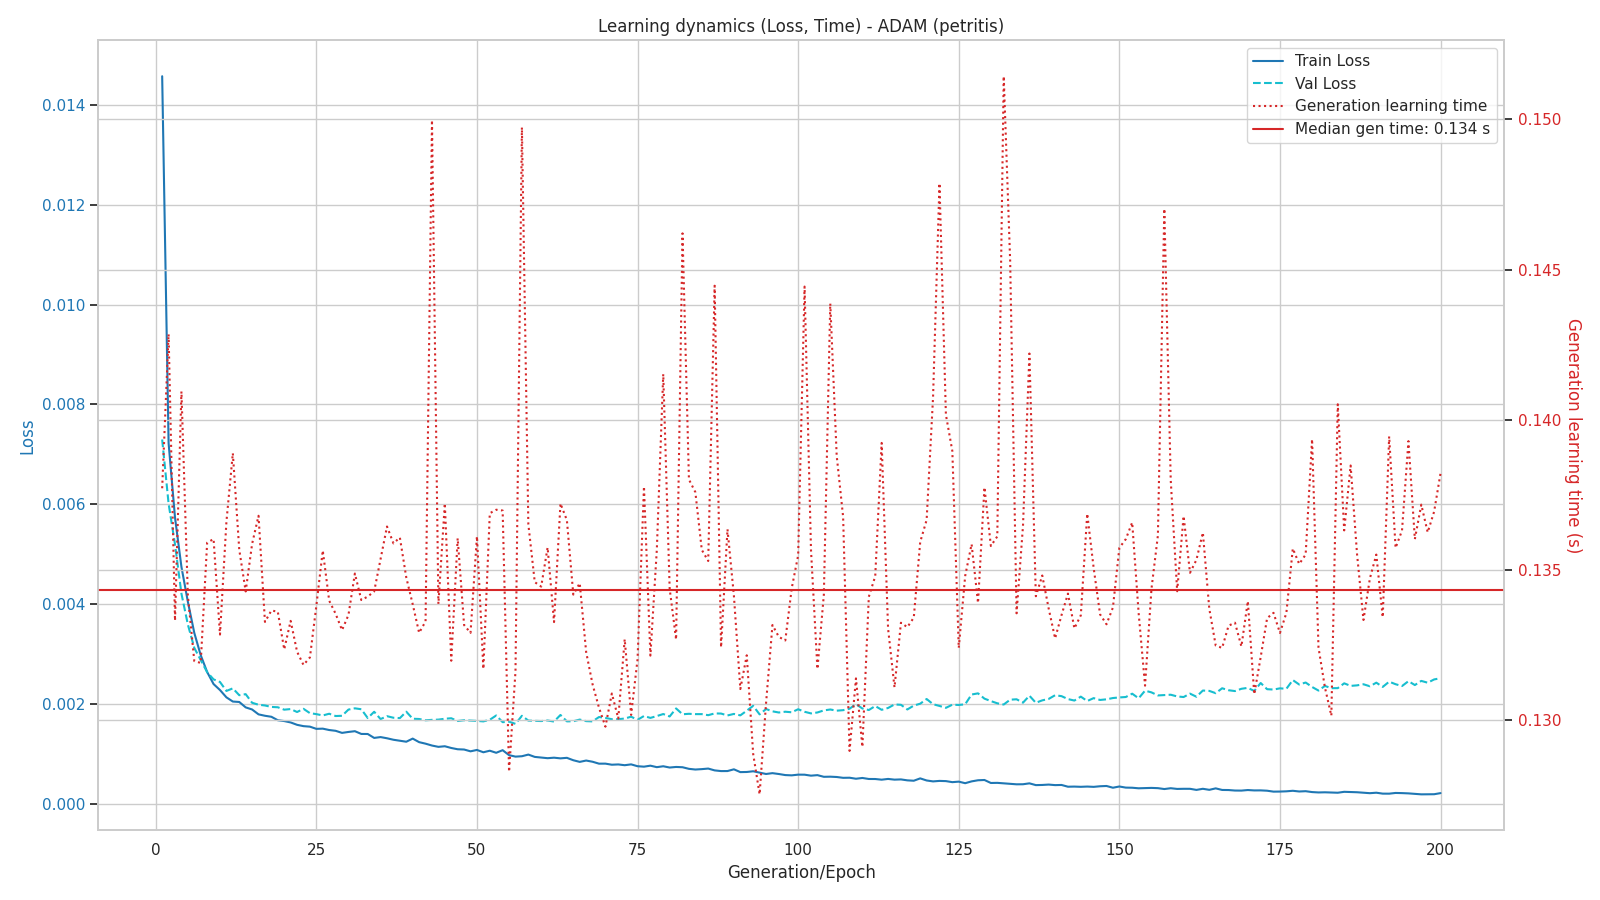 Learning dynamics (Loss, Time) - ADAM (petritis)
Train Loss
Val Loss
Generation learning time
Median gen time: 0.134 s
0.014
0.012
0.010
0.008
0.006
0.004
0.002
0.000
Loss
0.150
0.145
0.140
0.135
0.130
Generation learning time (s)
0 25 50 75 100 125 150 175 200
Generation/Epoch